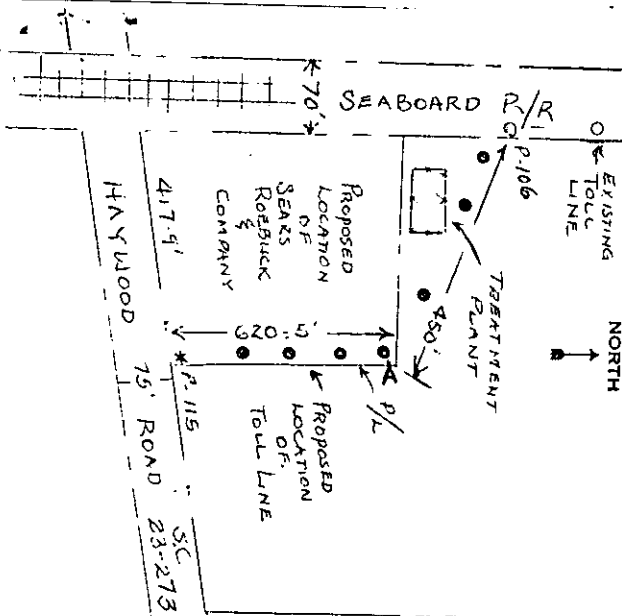 70'
SEABOARD R/R
P-106
EXISTING
TOLL
LINE
NORTH
TREATMENT
PLANT
850'
PROPOSED
LOCATION
OF
SEARS
ROEBUCK
&
COMPANY
417.9'
620.5'
A
P/L
* P-115
PROPOSED
LOCATION
OF
TOLL LINE
HAYWOOD 75' ROAD S.C.
23-273